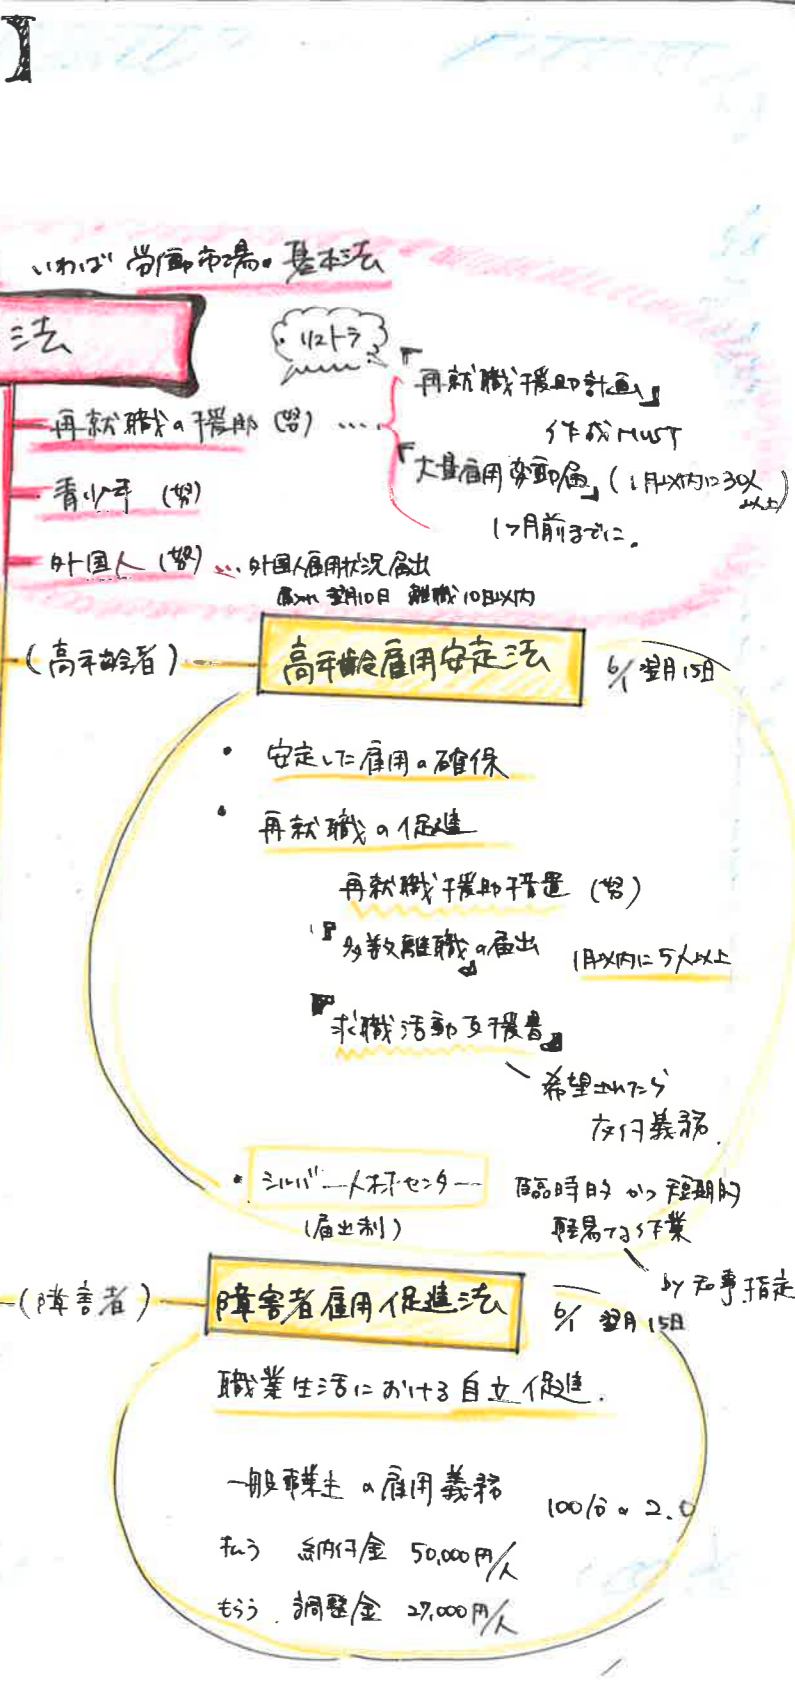 】
いわば 労働市場の基本法
法
リストラ
再就職の援助 (努) ….
『再就職援助計画』
作成MUST
『大量雇用変動届』(1月以内に30人以上)
1ヶ月前までに.
青少年 (努)
外国人 (努) … 外国人雇用状況届出
雇入れ 翌月10日 離職10日以内
(高年齢者)
高年齢雇用安定法
6/1 翌月15日
・ 安定した雇用の確保
・ 再就職の促進
再就職援助措置 (努)
『多数離職の届出』 1月以内に5人以上
『求職活動支援書』
希望されたら
交付義務.
・ シルバー人材センター 臨時的かつ短期的
(届出制) 軽易な作業
by 知事指定
(障害者)
障害者雇用促進法
6/1 翌月15日
職業生活における自立促進.
一般事業主の雇用義務 100分の2.0
払う 納付金 50,000円/人
もらう 調整金 27,000円/人